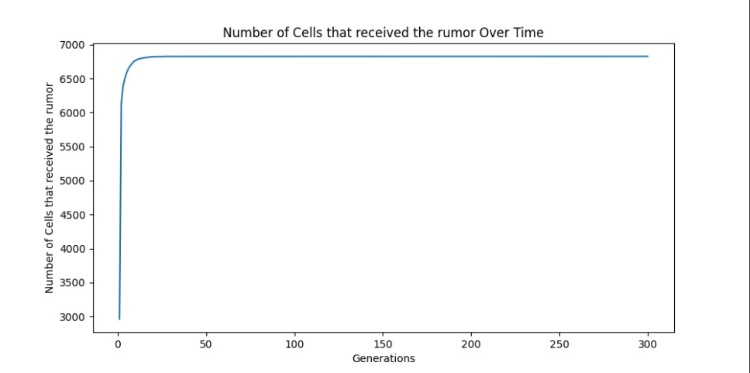 Number of Cells that received the rumor Over Time
Number of Cells that received the rumor
7000
6500
6000
5500
5000
4500
4000
3500
3000
0 50 100 150 200 250 300
Generations